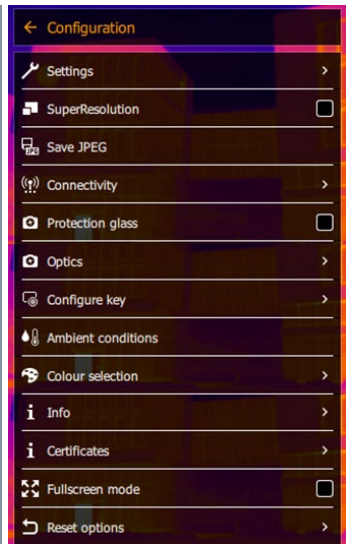 Configuration
Settings
SuperResolution
JPG
Save JPEG
Connectivity
Protection glass
Optics
Configure key
Ambient conditions
Colour selection
Info
Certificates
Fullscreen mode
Reset options